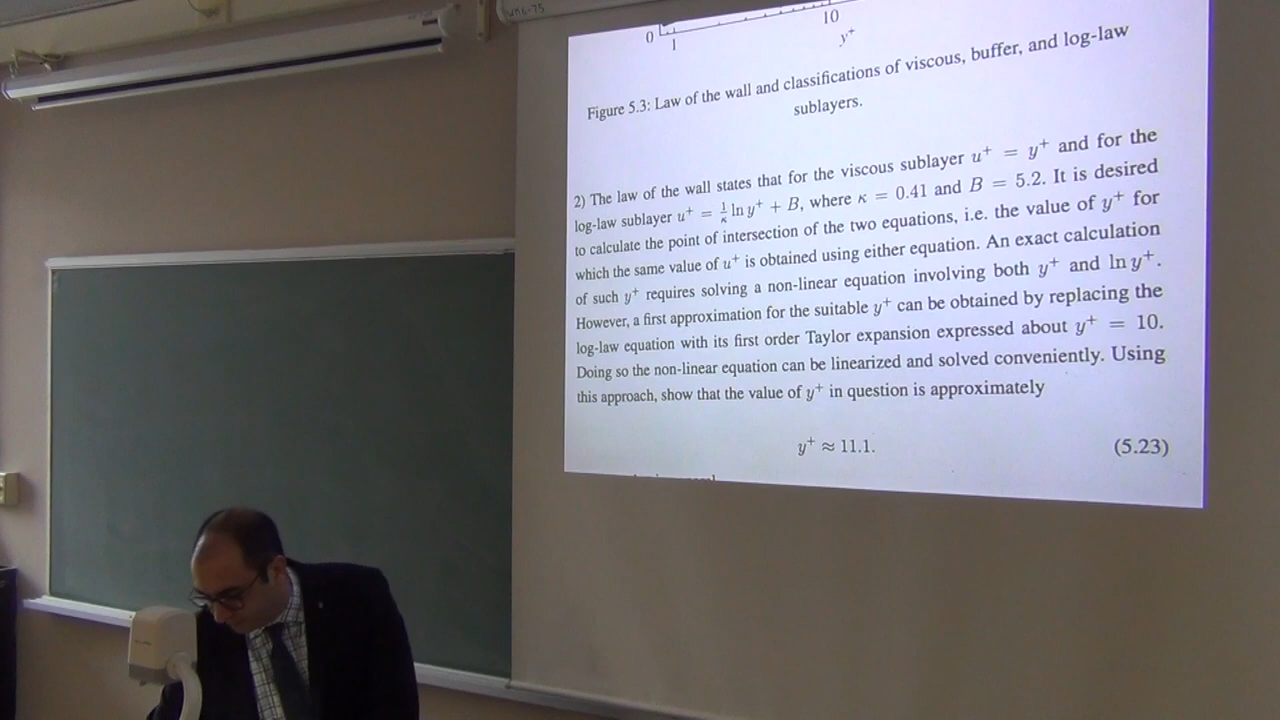 0
1
10
y⁺
Figure 5.3: Law of the wall and classifications of viscous, buffer, and log-law
sublayers.
2) The law of the wall states that for the viscous sublayer u⁺ = y⁺ and for the
log-law sublayer u⁺ = 1/κ ln y⁺ + B, where κ = 0.41 and B = 5.2. It is desired
to calculate the point of intersection of the two equations, i.e. the value of y⁺ for
which the same value of u⁺ is obtained using either equation. An exact calculation
of such y⁺ requires solving a non-linear equation involving both y⁺ and ln y⁺.
However, a first approximation for the suitable y⁺ can be obtained by replacing the
log-law equation with its first order Taylor expansion expressed about y⁺ = 10.
Doing so the non-linear equation can be linearized and solved conveniently. Using
this approach, show that the value of y⁺ in question is approximately
y⁺ ≈ 11.1. (5.23)